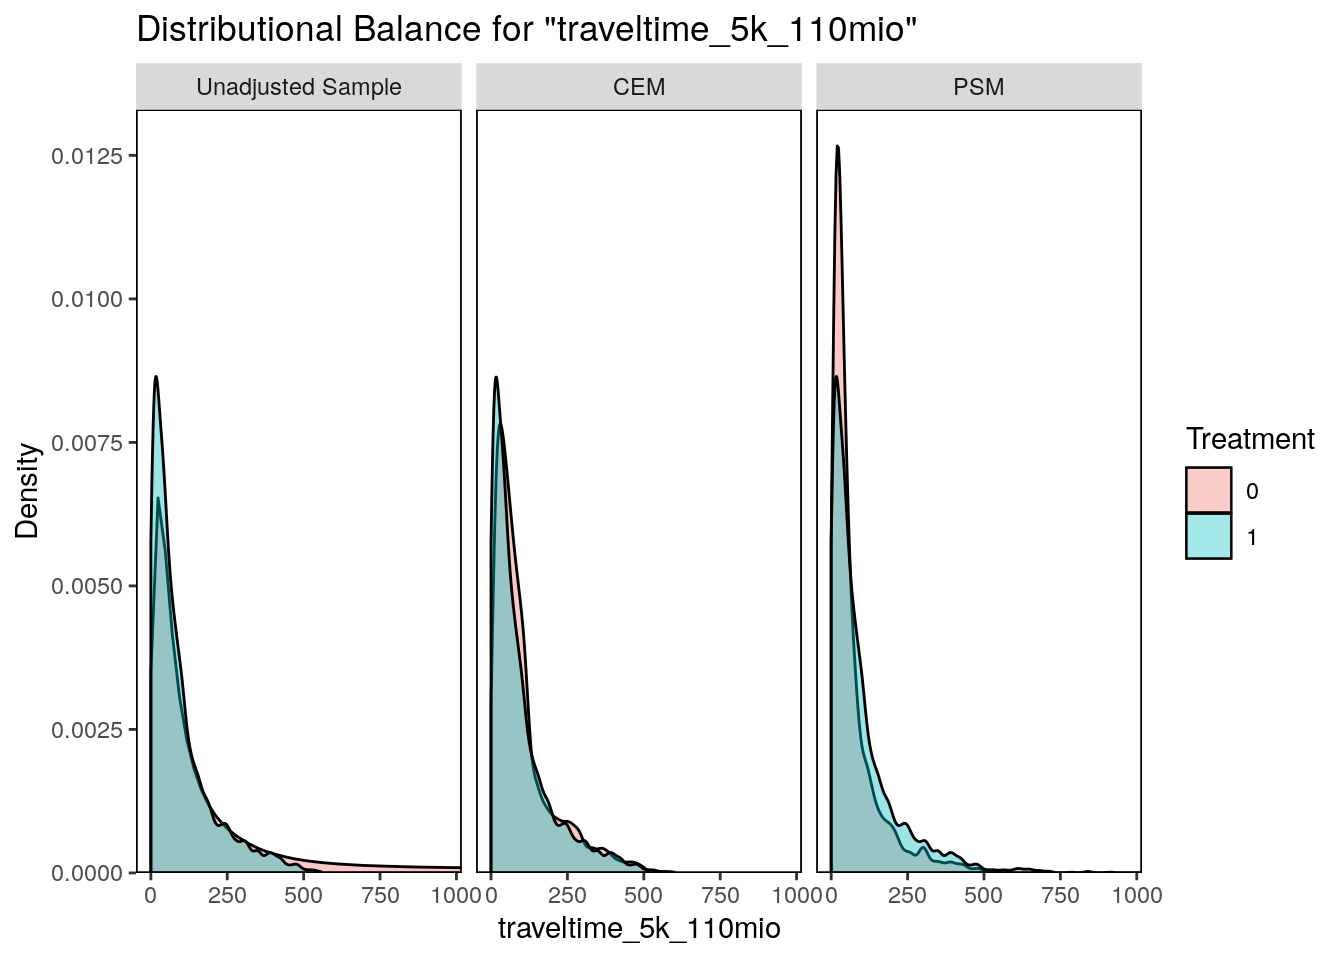 Distributional Balance for "traveltime_5k_110mio"
Unadjusted Sample
CEM
PSM
0.0125
0.0100
0.0075
0.0050
0.0025
0.0000
Density
0 250 500 750 1000
0 250 500 750 1000
0 250 500 750 1000
traveltime_5k_110mio
Treatment
0
1